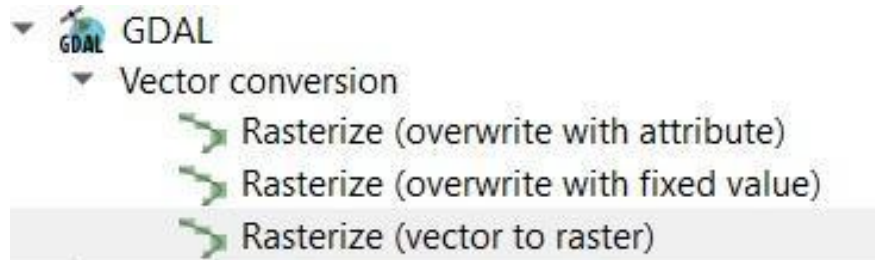 GDAL GDAL
Vector conversion
Rasterize (overwrite with attribute)
Rasterize (overwrite with fixed value)
Rasterize (vector to raster)